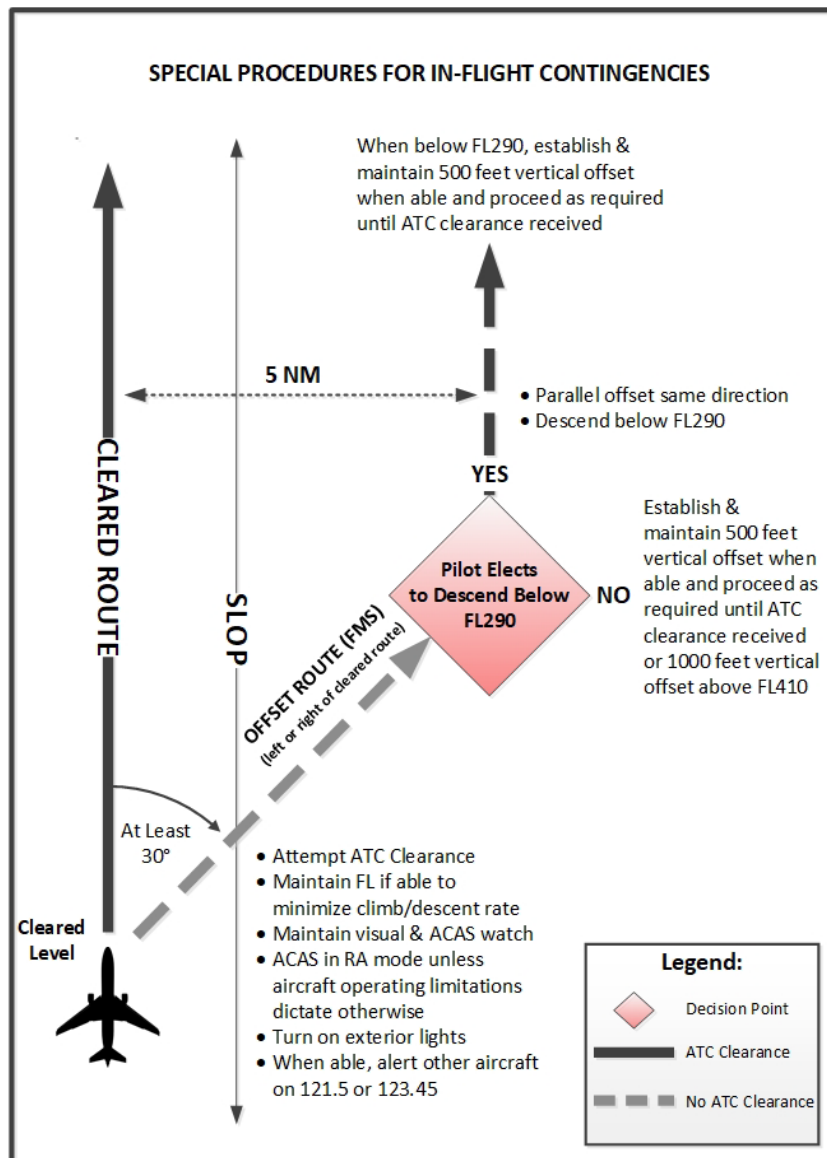 SPECIAL PROCEDURES FOR IN-FLIGHT CONTINGENCIES
When below FL290, establish &
maintain 500 feet vertical offset
when able and proceed as required
until ATC clearance received
5 NM
• Parallel offset same direction
• Descend below FL290
CLEARED ROUTE
SLOP
YES
Pilot Elects
to Descend Below
FL290
NO
Establish &
maintain 500 feet
vertical offset when
able and proceed as
required until ATC
clearance received
or 1000 feet vertical
offset above FL410
OFFSET ROUTE (FMS)
(left or right of cleared route)
At Least
30°
Cleared
Level
• Attempt ATC Clearance
• Maintain FL if able to
minimize climb/descent rate
• Maintain visual & ACAS watch
• ACAS in RA mode unless
aircraft operating limitations
dictate otherwise
• Turn on exterior lights
• When able, alert other aircraft
on 121.5 or 123.45
Legend:
Decision Point
ATC Clearance
No ATC Clearance